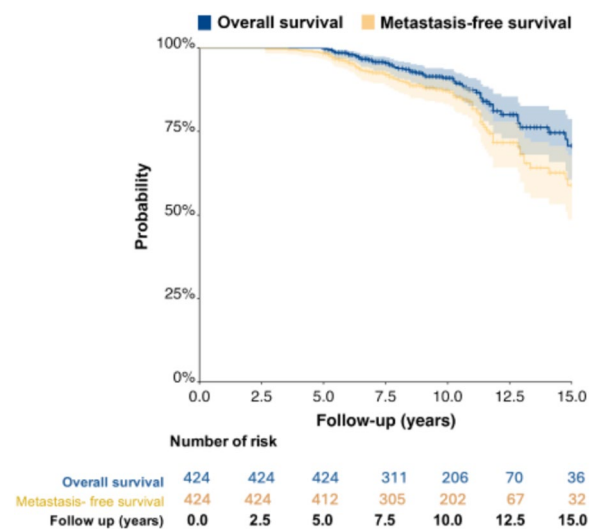 Overall survival Metastasis-free survival
100%
75%
50%
25%
0%
Probability
0.0 2.5 5.0 7.5 10.0 12.5 15.0
Follow-up (years)
Number of risk
Overall survival 424 424 424 311 206 70 36
Metastasis- free survival 424 424 412 305 202 67 32
Follow up (years) 0.0 2.5 5.0 7.5 10.0 12.5 15.0